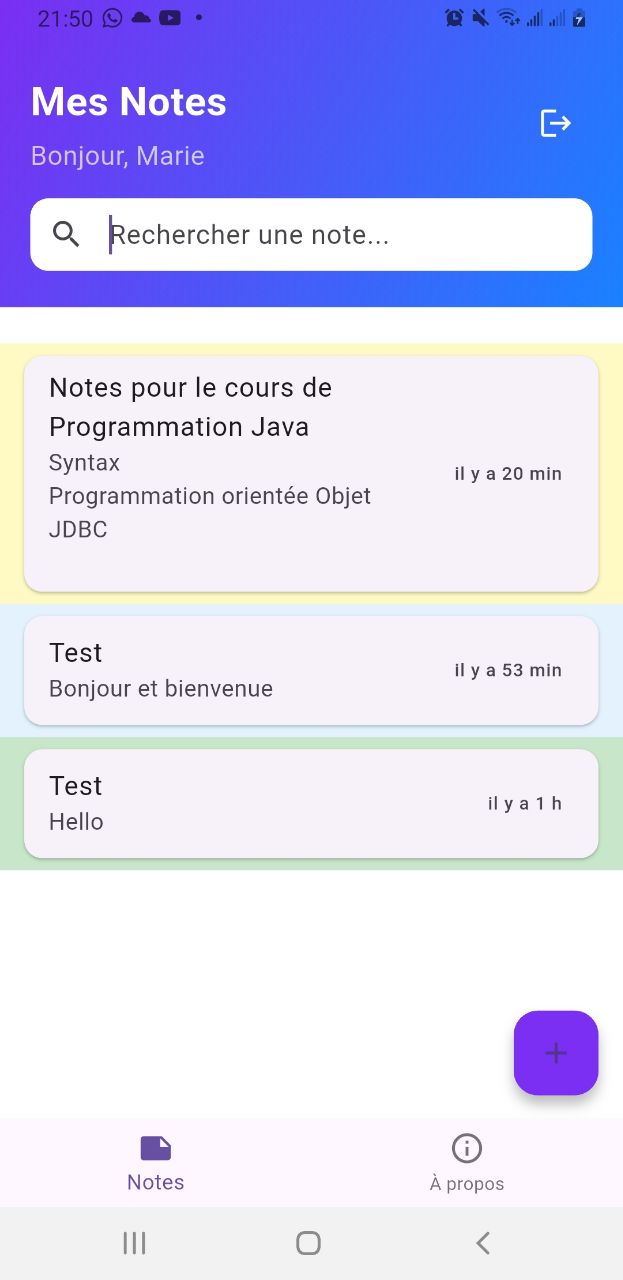 21:50
Mes Notes
Bonjour, Marie
Rechercher une note...
Notes pour le cours de
Programmation Java
Syntax
Programmation orientée Objet
JDBC
il y a 20 min
Test
Bonjour et bienvenue
il y a 53 min
Test
Hello
il y a 1 h
+
Notes
À propos